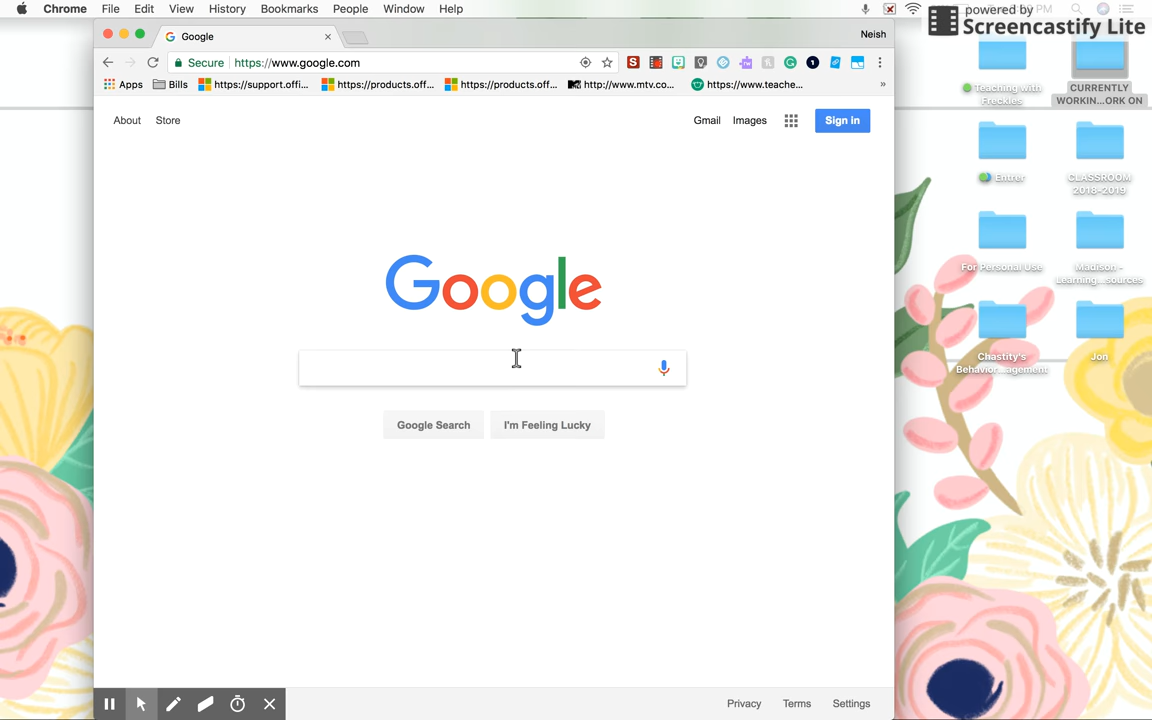 Chrome File Edit View History Bookmarks People Window Help
powered by
Screencastify Lite
Google
Neish
Secure https://www.google.com
Apps Bills https://support.offi... https://products.off... https://products.off... http://www.mtv.co... https://www.teache... »
About Store
Gmail Images Sign in
Google
Google Search I'm Feeling Lucky
Privacy Terms Settings
Teaching with
Freckles
CURRENTLY
WORKIN...ORK ON
Entrer
CLASSROOM
2018-2019
For Personal Use
Madison -
Learning...sources
Chastity's
Behavior...agement
Jon